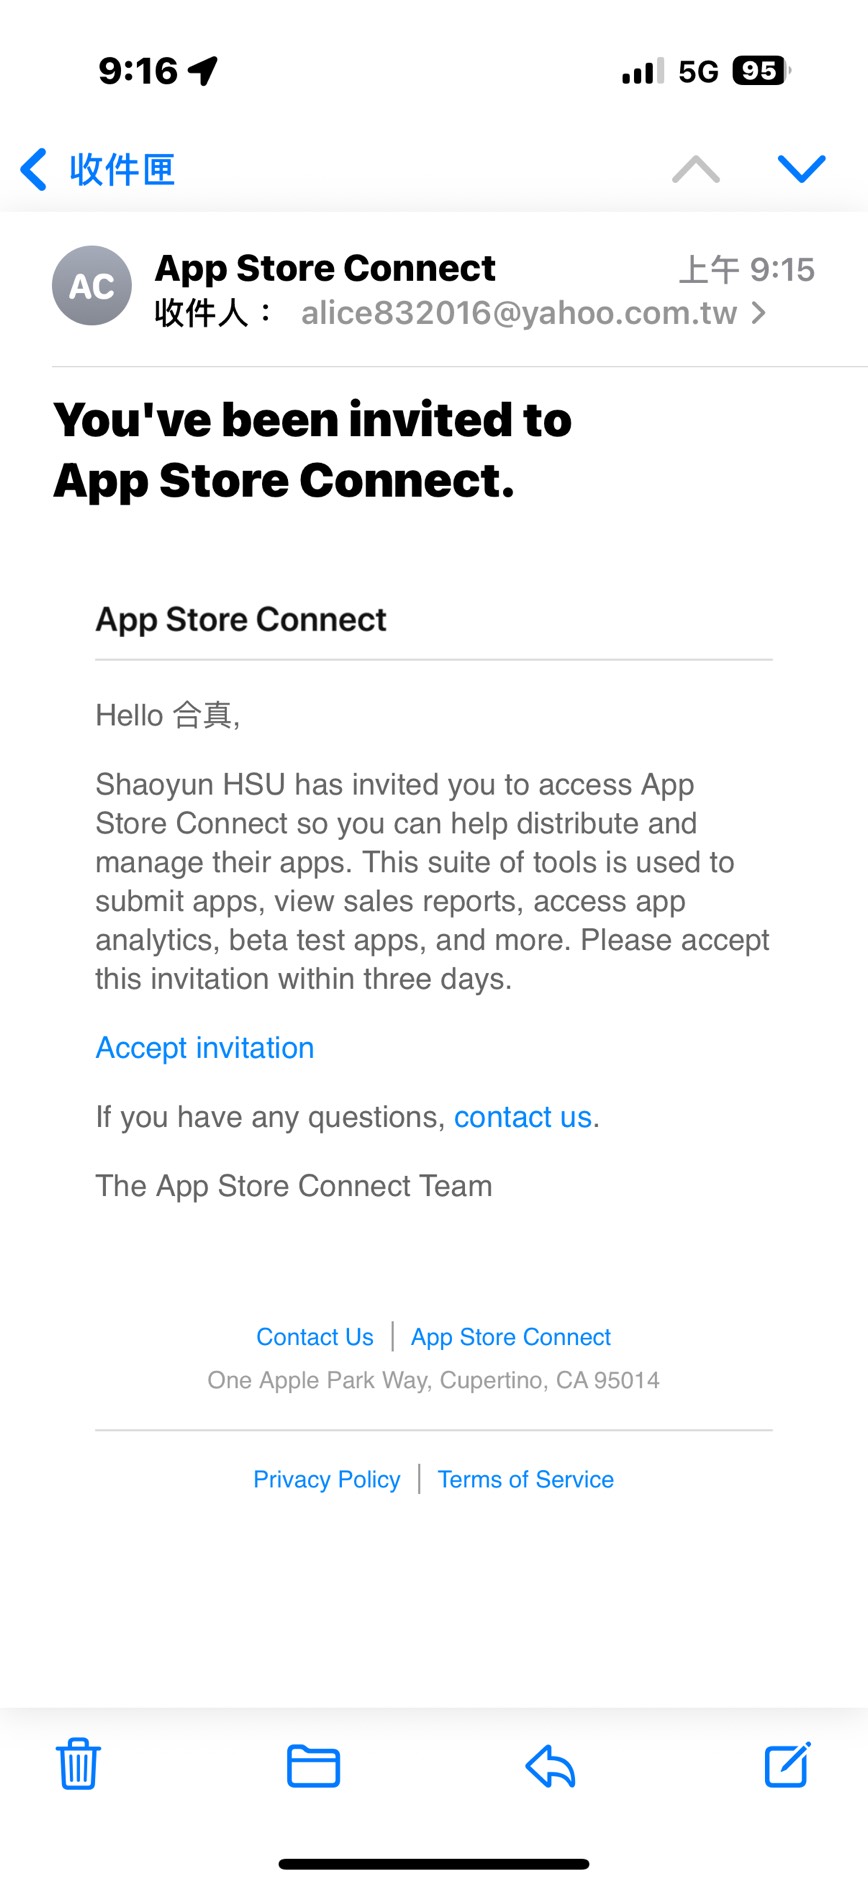 9:16
5G 95
收件匣
AC
App Store Connect
上午 9:15
收件人： alice832016@yahoo.com.tw
You've been invited to
App Store Connect.
App Store Connect
Hello 合真,
Shaoyun HSU has invited you to access App
Store Connect so you can help distribute and
manage their apps. This suite of tools is used to
submit apps, view sales reports, access app
analytics, beta test apps, and more. Please accept
this invitation within three days.
Accept invitation
If you have any questions, contact us.
The App Store Connect Team
Contact Us | App Store Connect
One Apple Park Way, Cupertino, CA 95014
Privacy Policy | Terms of Service